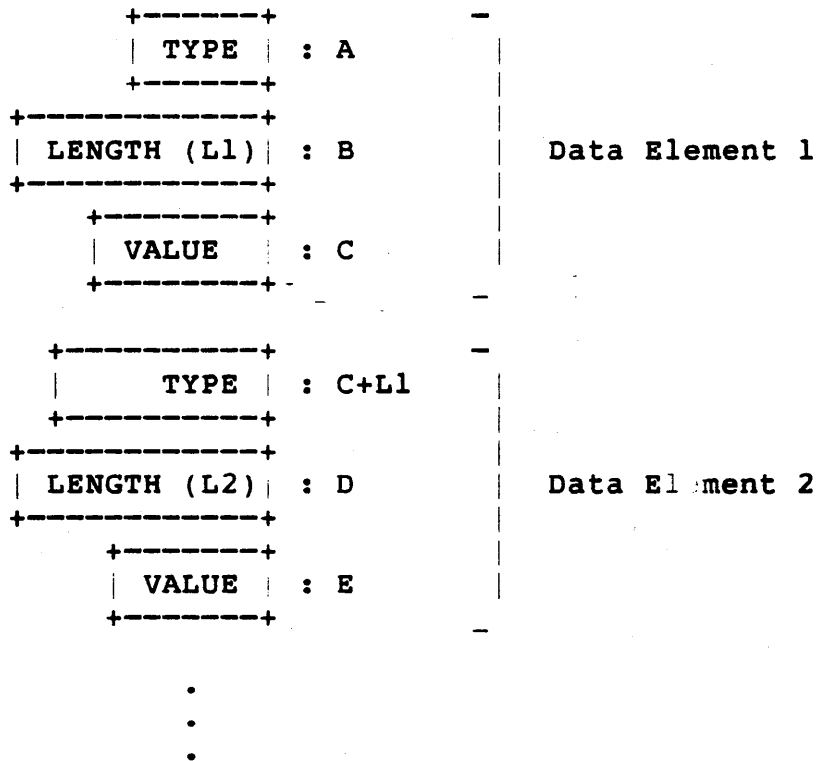 TYPE : A
LENGTH (L1) : B Data Element 1
VALUE : C
TYPE : C+L1
LENGTH (L2) : D Data Element 2
VALUE : E
.
.
.